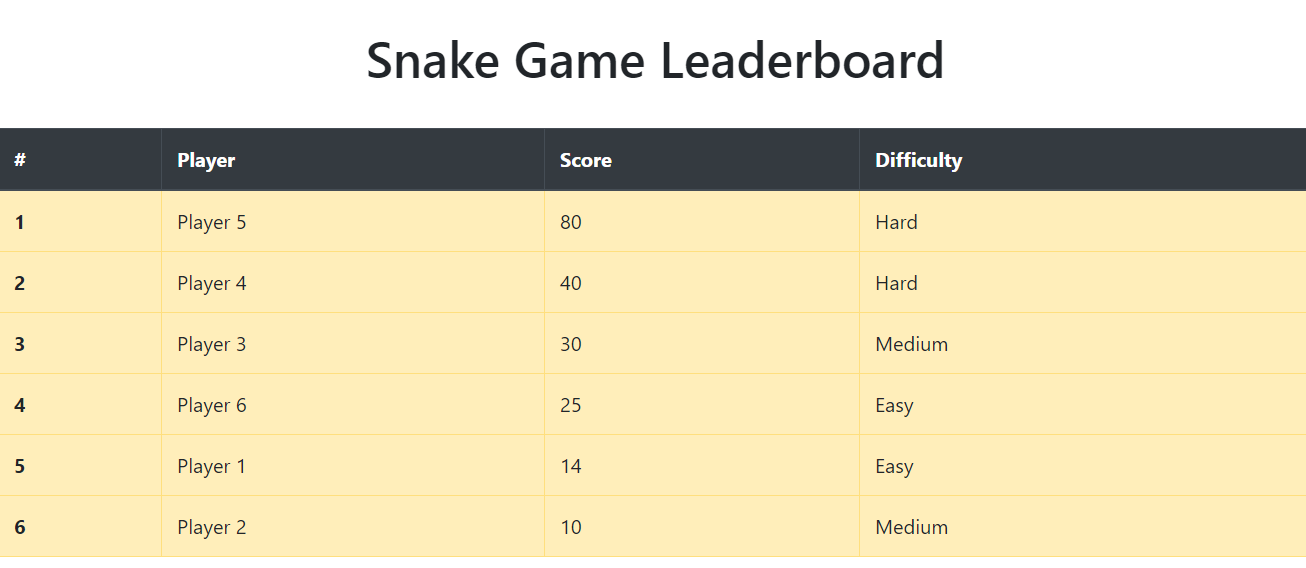 Snake Game Leaderboard
# Player Score Difficulty
1 Player 5 80 Hard
2 Player 4 40 Hard
3 Player 3 30 Medium
4 Player 6 25 Easy
5 Player 1 14 Easy
6 Player 2 10 Medium